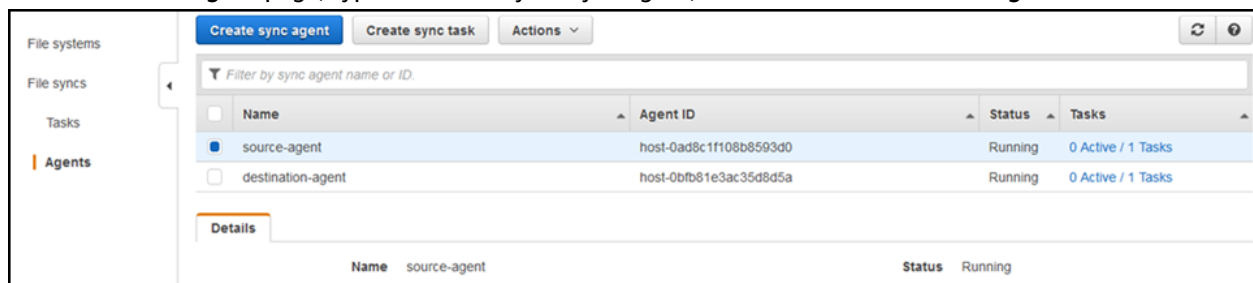 File systems
File syncs
Tasks
Agents
Create sync agent Create sync task Actions
Filter by sync agent name or ID.
Name Agent ID Status Tasks
source-agent host-0ad8c1f108b8593d0 Running 0 Active / 1 Tasks
destination-agent host-0bfb81e3ac35d8d5a Running 0 Active / 1 Tasks
Details
Name source-agent Status Running